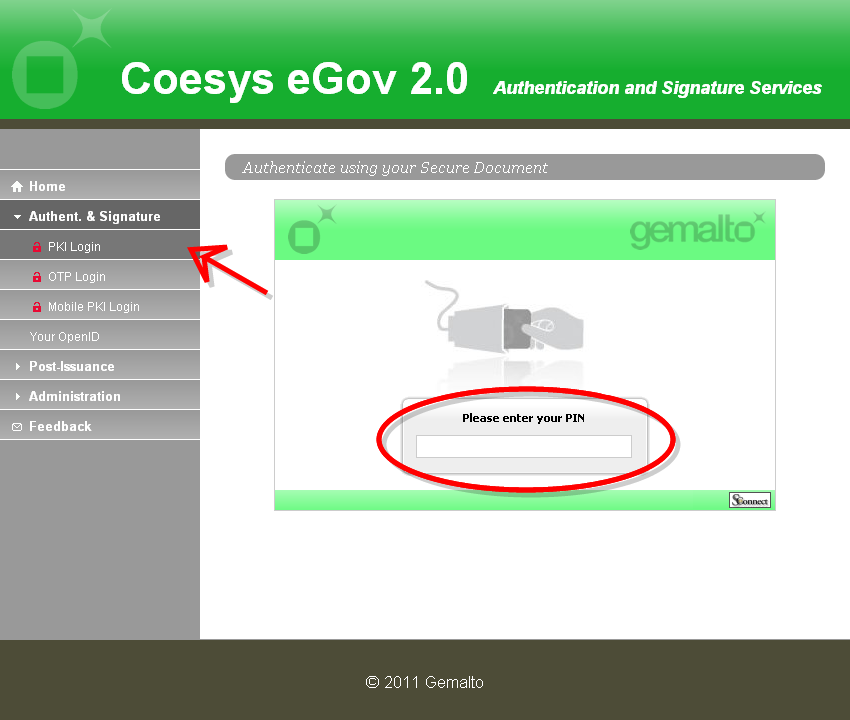 Coesys eGov 2.0 Authentication and Signature Services
Home
Authent. & Signature
PKI Login
OTP Login
Mobile PKI Login
Your OpenID
Post-Issuance
Administration
Feedback
Authenticate using your Secure Document
gemalto
Please enter your PIN
SConnect
© 2011 Gemalto